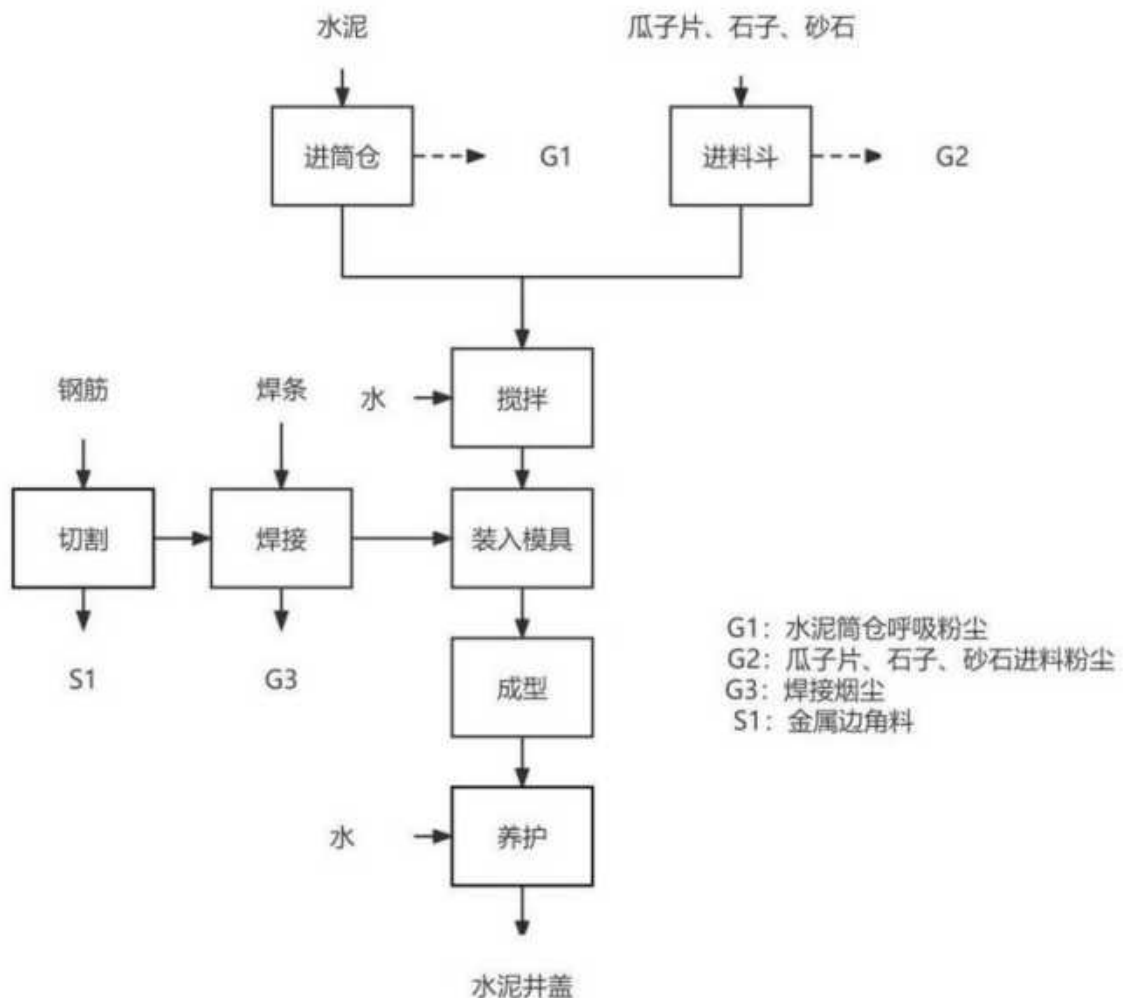 水泥
瓜子片、石子、砂石
进筒仓
G1
进料斗
G2
钢筋
焊条
水
搅拌
切割
焊接
装入模具
S1
G3
成型
G1：水泥筒仓呼吸粉尘
G2：瓜子片、石子、砂石进料粉尘
G3：焊接烟尘
S1：金属边角料
水
养护
水泥井盖